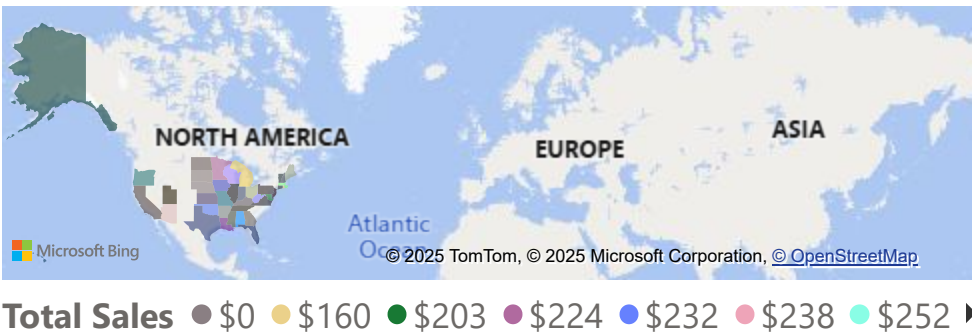 NORTH AMERICA
ASIA
EUROPE
Atlantic
Ocean
Microsoft Bing
© 2025 TomTom, © 2025 Microsoft Corporation, © OpenStreetMap
Total Sales $0 $160 $203 $224 $232 $238 $252